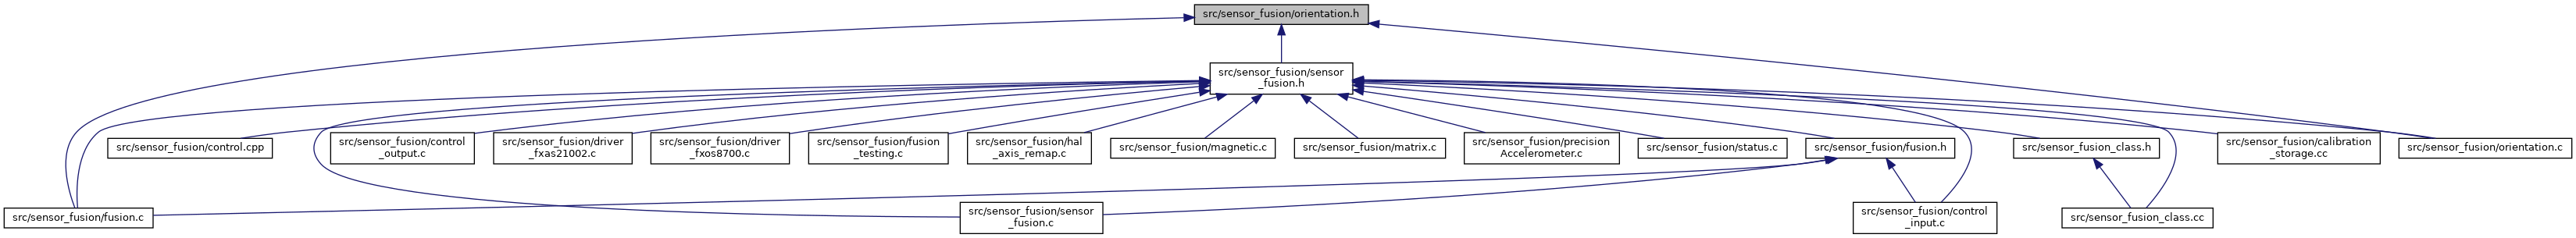 src/sensor_fusion/orientation.h
src/sensor_fusion/sensor
_fusion.h
src/sensor_fusion/control.cpp
src/sensor_fusion/control
_output.c
src/sensor_fusion/driver
_fxas21002.c
src/sensor_fusion/driver
_fxos8700.c
src/sensor_fusion/fusion
_testing.c
src/sensor_fusion/hal
_axis_remap.c
src/sensor_fusion/magnetic.c
src/sensor_fusion/matrix.c
src/sensor_fusion/precision
Accelerometer.c
src/sensor_fusion/status.c
src/sensor_fusion/fusion.h
src/sensor_fusion_class.h
src/sensor_fusion/calibration
_storage.cc
src/sensor_fusion/orientation.c
src/sensor_fusion/fusion.c
src/sensor_fusion/sensor
_fusion.c
src/sensor_fusion/control
_input.c
src/sensor_fusion_class.cc